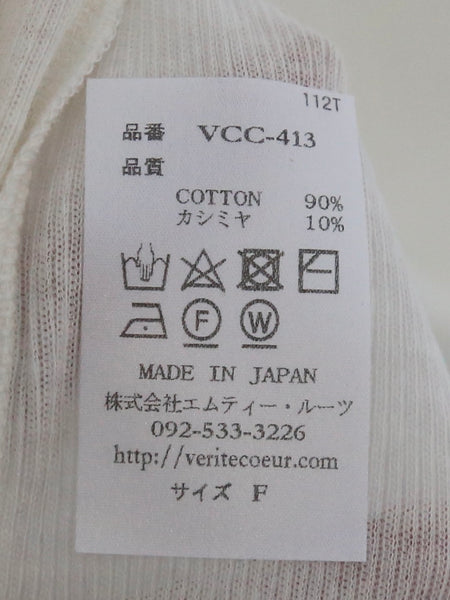 112T
品番 VCC-413
品質
COTTON 90%
カシミヤ 10%
F W
MADE IN JAPAN
株式会社エムティー・ルーツ
092-533-3226
http://veritecoeur.com
サイズ F